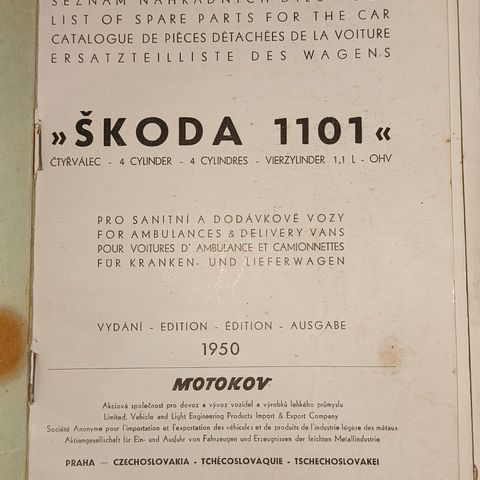 SEZNAM NÁHRADNÍCH DÍLŮ
LIST OF SPARE PARTS FOR THE CAR
CATALOGUE DE PIÈCES DÉTACHÉES DE LA VOITURE
ERSATZTEILLISTE DES WAGENS
»ŠKODA 1101«
ČTYŘVÁLEC - 4 CYLINDER - 4 CYLINDRES - VIERZYLINDER 1,1 L - OHV
PRO SANITNÍ A DODÁVKOVÉ VOZY
FOR AMBULANCES & DELIVERY VANS
POUR VOITURES D' AMBULANCE ET CAMIONNETTES
FÜR KRANKEN- UND LIEFERWAGEN
VYDÁNÍ - EDITION - ÉDITION - AUSGABE
1950
MOTOKOV
Akciová společnost pro dovoz a vývoz vozidel a výrobků lehkého průmyslu
Limited, Vehicle and Light Engineering Products Import & Export Company
Société Anonyme pour l'importation et l'exportation des véhicules et de produits de l'industrie légère des métaux
Aktiengesellschaft für Ein- und Ausfuhr von Fahrzeugen und Erzeugnissen der leichten Metallindustrie
PRAHA — CZECHOSLOVAKIA - TCHÉCOSLOVAQUIE - TSCHECHOSLOVAKEI